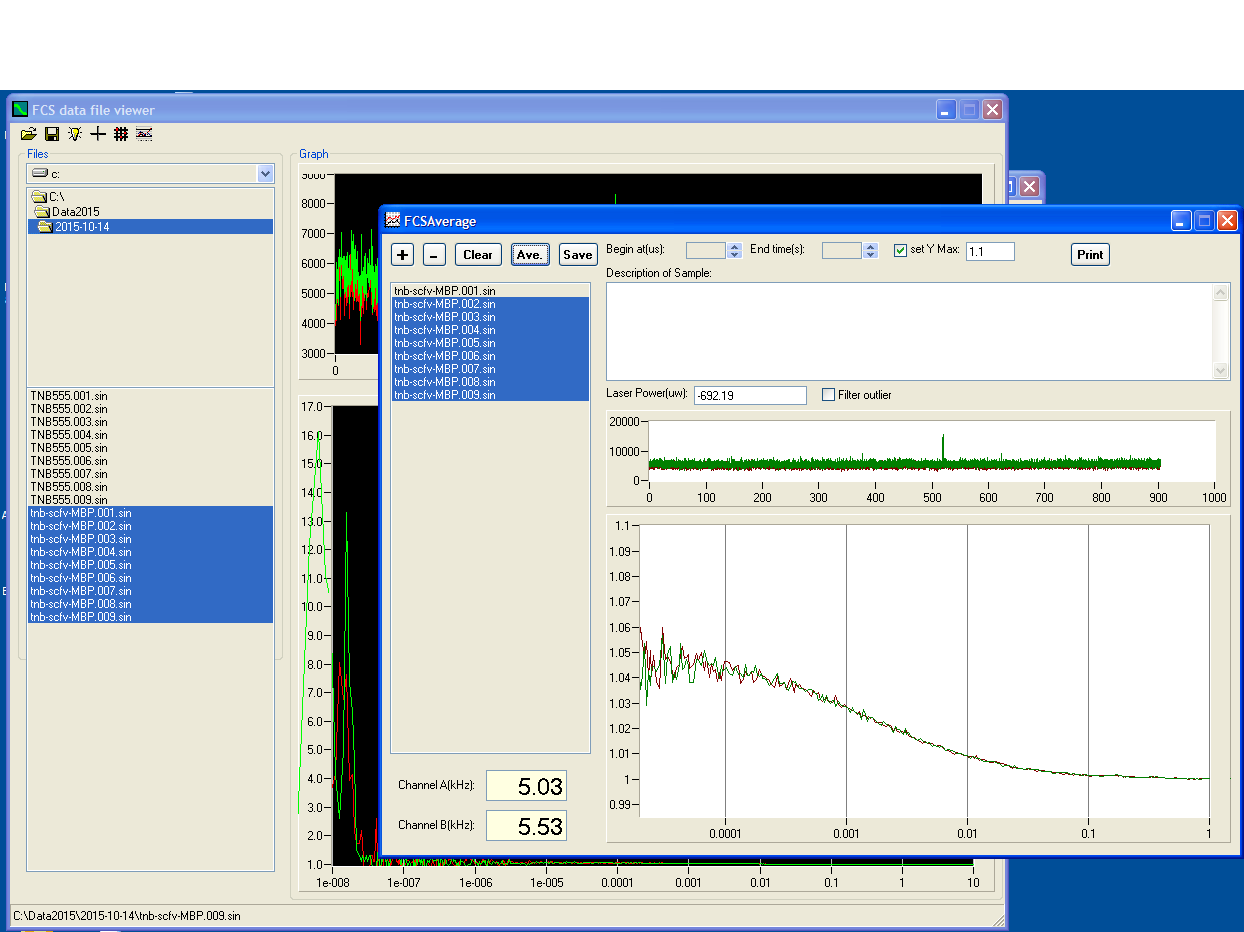 FCS data file viewer
Files
c:
C:\
Data2015
2015-10-14
TNB555.001.sin
TNB555.002.sin
TNB555.003.sin
TNB555.004.sin
TNB555.005.sin
TNB555.006.sin
TNB555.007.sin
TNB555.008.sin
TNB555.009.sin
tnb-scfv-MBP.001.sin
tnb-scfv-MBP.002.sin
tnb-scfv-MBP.003.sin
tnb-scfv-MBP.004.sin
tnb-scfv-MBP.005.sin
tnb-scfv-MBP.006.sin
tnb-scfv-MBP.007.sin
tnb-scfv-MBP.008.sin
tnb-scfv-MBP.009.sin
Graph
8000
7000
6000
5000
4000
3000
0
17.0
16.0
15.0
14.0
13.0
12.0
11.0
10.0
9.0
8.0
7.0
6.0
5.0
4.0
3.0
2.0
1.0
1e-008 1e-007 1e-006 1e-005 0.0001 0.001 0.01 0.1 1 10
FCSAverage
+ - Clear Ave. Save Begin at(us): End time(s): set Y Max: 1.1 Print
Description of Sample:
tnb-scfv-MBP.001.sin
tnb-scfv-MBP.002.sin
tnb-scfv-MBP.003.sin
tnb-scfv-MBP.004.sin
tnb-scfv-MBP.005.sin
tnb-scfv-MBP.006.sin
tnb-scfv-MBP.007.sin
tnb-scfv-MBP.008.sin
tnb-scfv-MBP.009.sin
Laser Power(uw): -692.19 Filter outlier
20000
10000
0
0 100 200 300 400 500 600 700 800 900 1000
1.1
1.09
1.08
1.07
1.06
1.05
1.04
1.03
1.02
1.01
1
0.99
0.0001 0.001 0.01 0.1 1
Channel A(kHz): 5.03
Channel B(kHz): 5.53
C:\Data2015\2015-10-14\tnb-scfv-MBP.009.sin